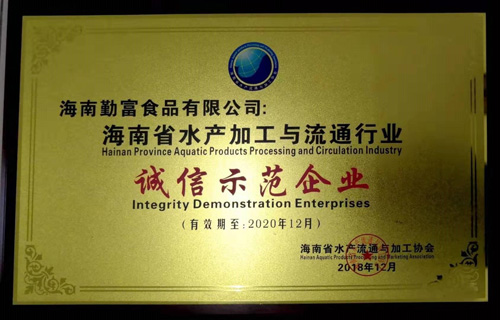 海南勤富食品有限公司:
海南省水产加工与流通行业
Hainan Province Aquatic Products Processing and Circulation Industry
诚信示范企业
Integrity Demonstration Enterprises
(有效期至:2020年12月)
海南省水产流通与加工协会
Hainan Aquatic Products Processing and Marketing Association
2018年12月